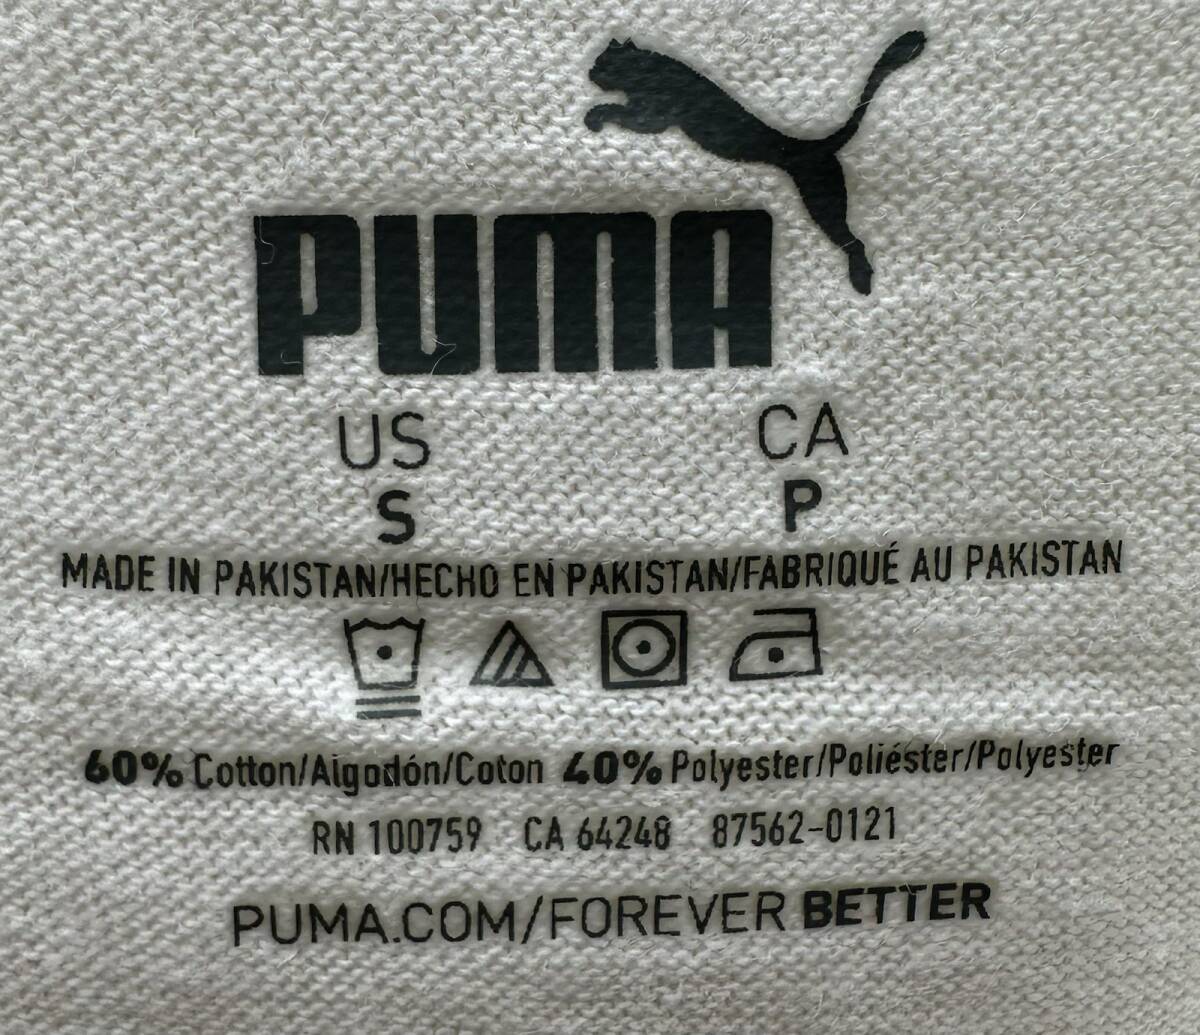 PUMA
US CA
S P
MADE IN PAKISTAN/HECHO EN PAKISTAN/FABRIQUÉ AU PAKISTAN
60% Cotton/Algodón/Coton 40% Polyester/Poliéster/Polyester
RN 100759 CA 64248 87562-0121
PUMA.COM/FOREVER BETTER